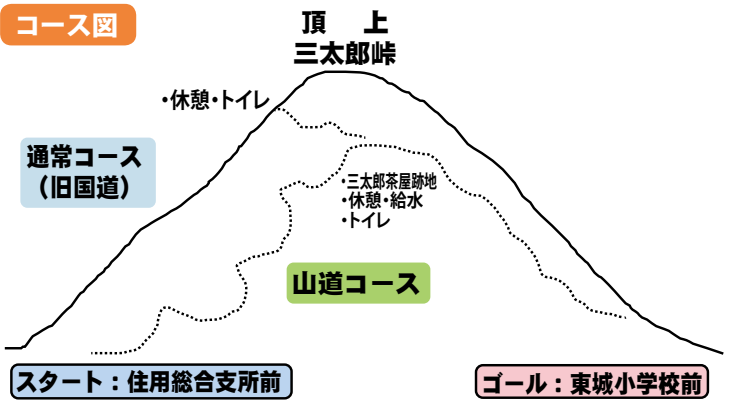 コース図
頂　上
三太郎峠
・休憩・トイレ
通常コース
（旧国道）
・三太郎茶屋跡地
・休憩・給水
・トイレ
山道コース
スタート：住用総合支所前
ゴール：東城小学校前